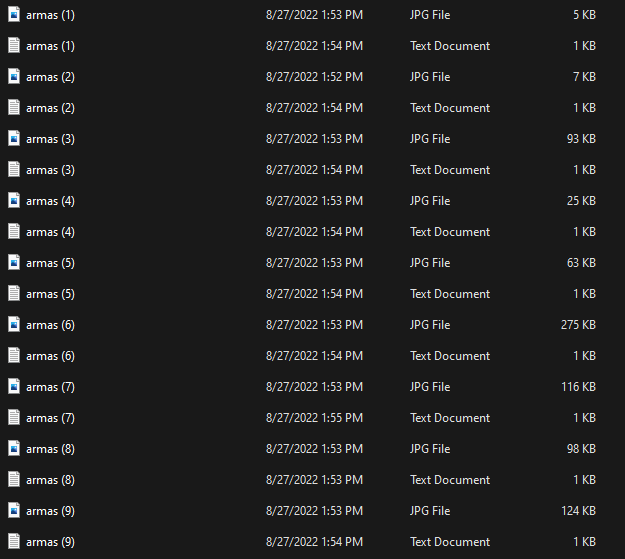 armas (1) 8/27/2022 1:53 PM JPG File 5 KB
armas (1) 8/27/2022 1:54 PM Text Document 1 KB
armas (2) 8/27/2022 1:52 PM JPG File 7 KB
armas (2) 8/27/2022 1:54 PM Text Document 1 KB
armas (3) 8/27/2022 1:53 PM JPG File 93 KB
armas (3) 8/27/2022 1:54 PM Text Document 1 KB
armas (4) 8/27/2022 1:53 PM JPG File 25 KB
armas (4) 8/27/2022 1:54 PM Text Document 1 KB
armas (5) 8/27/2022 1:53 PM JPG File 63 KB
armas (5) 8/27/2022 1:54 PM Text Document 1 KB
armas (6) 8/27/2022 1:53 PM JPG File 275 KB
armas (6) 8/27/2022 1:54 PM Text Document 1 KB
armas (7) 8/27/2022 1:53 PM JPG File 116 KB
armas (7) 8/27/2022 1:55 PM Text Document 1 KB
armas (8) 8/27/2022 1:53 PM JPG File 98 KB
armas (8) 8/27/2022 1:53 PM Text Document 1 KB
armas (9) 8/27/2022 1:53 PM JPG File 124 KB
armas (9) 8/27/2022 1:54 PM Text Document 1 KB